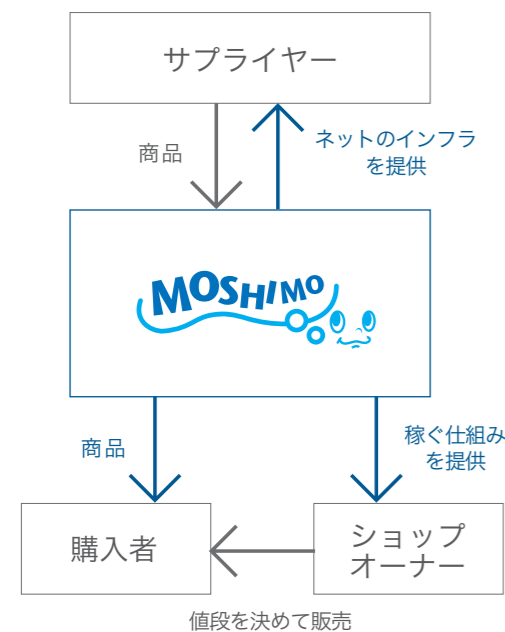 サプライヤー
商品
ネットのインフラ
を提供
MOSHIMO
商品
稼ぐ仕組み
を提供
購入者
ショップ
オーナー
値段を決めて販売